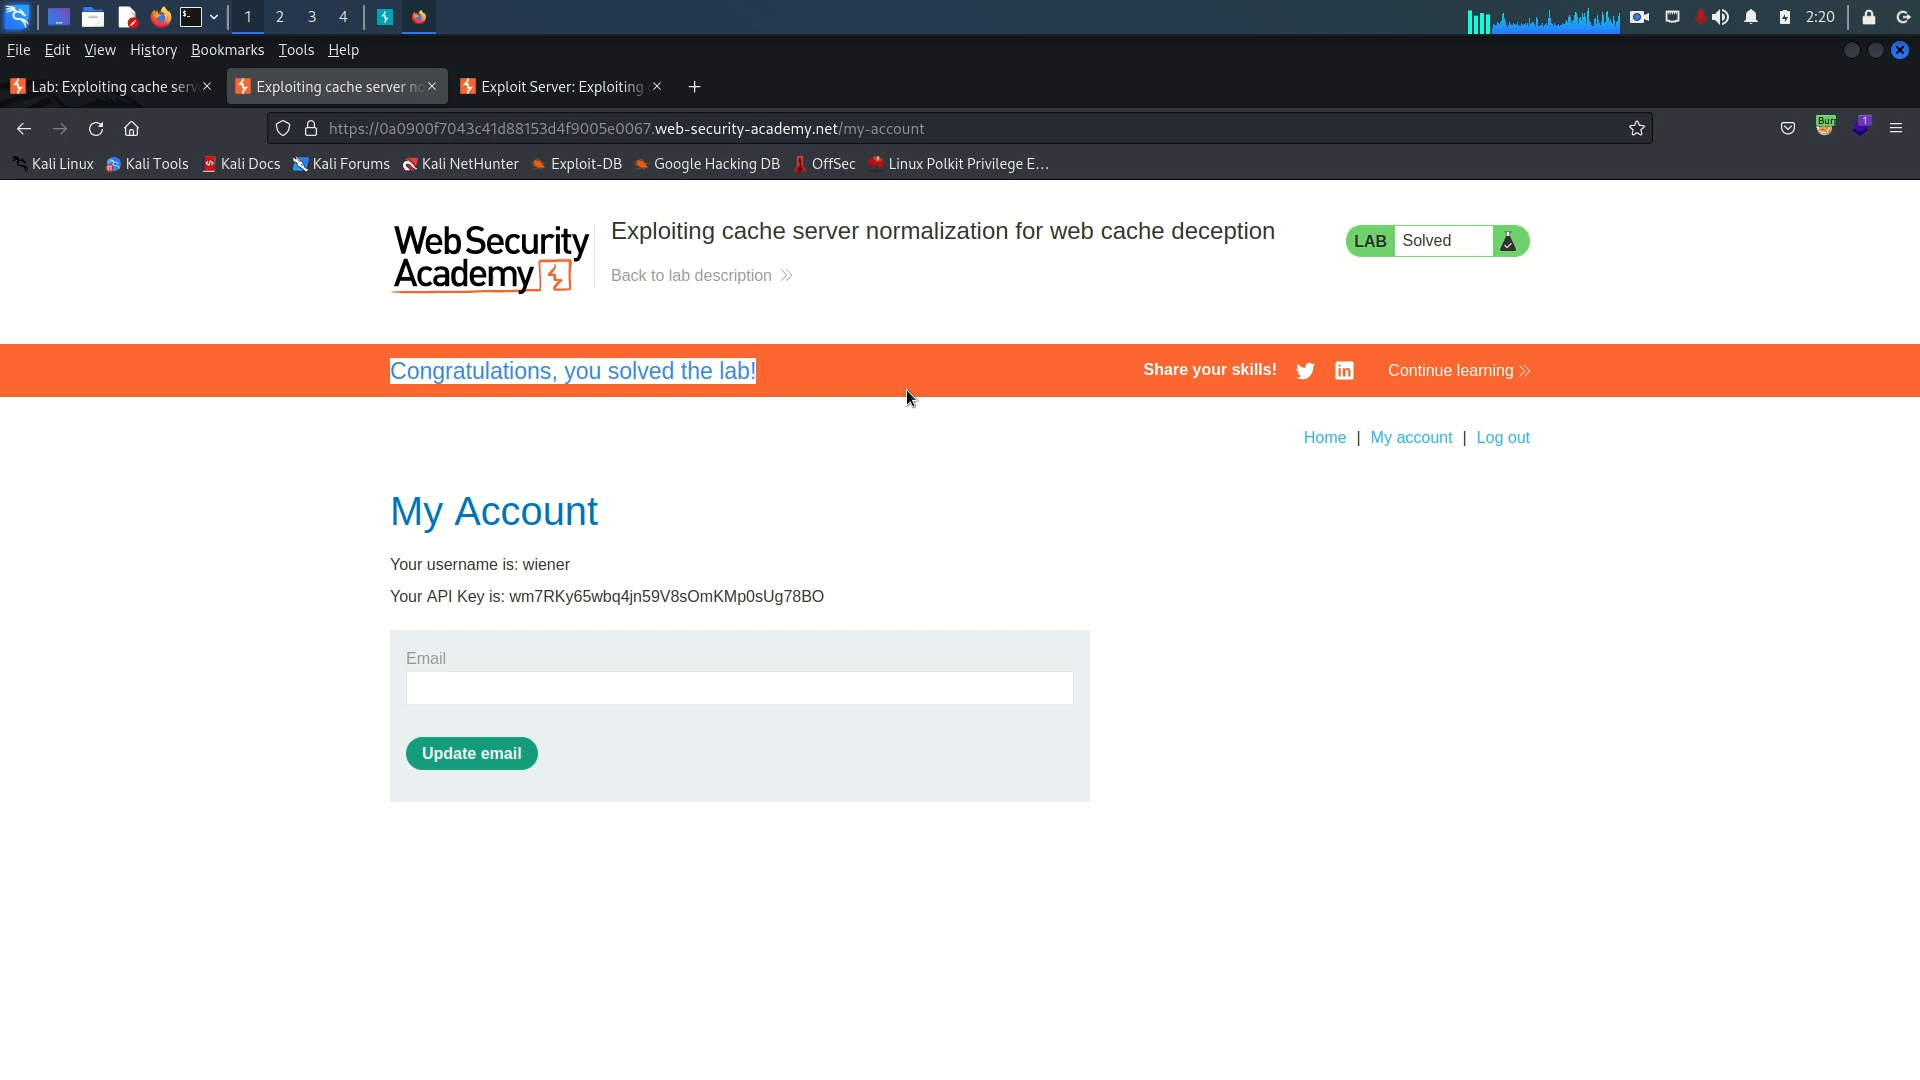 1 2 3 4 2:20
File Edit View History Bookmarks Tools Help
Lab: Exploiting cache serv Exploiting cache server no Exploit Server: Exploiting
https://0a0900f7043c41d88153d4f9005e0067.web-security-academy.net/my-account
Kali Linux Kali Tools Kali Docs Kali Forums Kali NetHunter Exploit-DB Google Hacking DB OffSec Linux Polkit Privilege E…
Web Security
Academy
Exploiting cache server normalization for web cache deception
Back to lab description
LAB Solved
Congratulations, you solved the lab!
Share your skills! Continue learning
Home | My account | Log out
My Account
Your username is: wiener
Your API Key is: wm7RKy65wbq4jn59V8sOmKMp0sUg78BO
Email
Update email